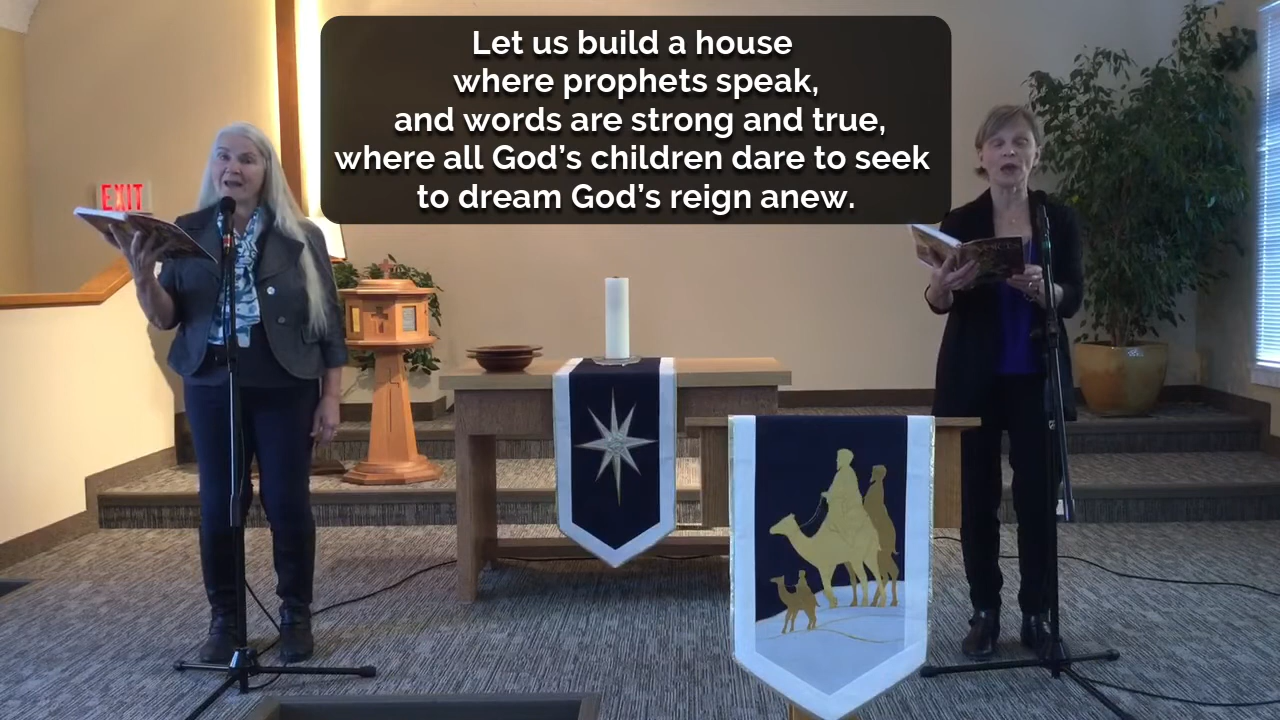 Let us build a house
where prophets speak,
and words are strong and true,
where all God's children dare to seek
to dream God's reign anew.
EXIT
VOICES